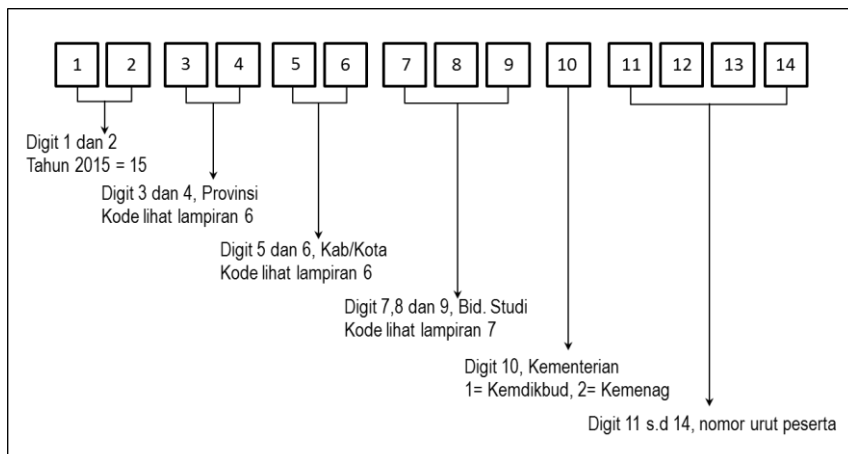 1 2 3 4 5 6 7 8 9 10 11 12 13 14
Digit 1 dan 2
Tahun 2015 = 15
Digit 3 dan 4, Provinsi
Kode lihat lampiran 6
Digit 5 dan 6, Kab/Kota
Kode lihat lampiran 6
Digit 7,8 dan 9, Bid. Studi
Kode lihat lampiran 7
Digit 10, Kementerian
1= Kemdikbud, 2= Kemenag
Digit 11 s.d 14, nomor urut peserta